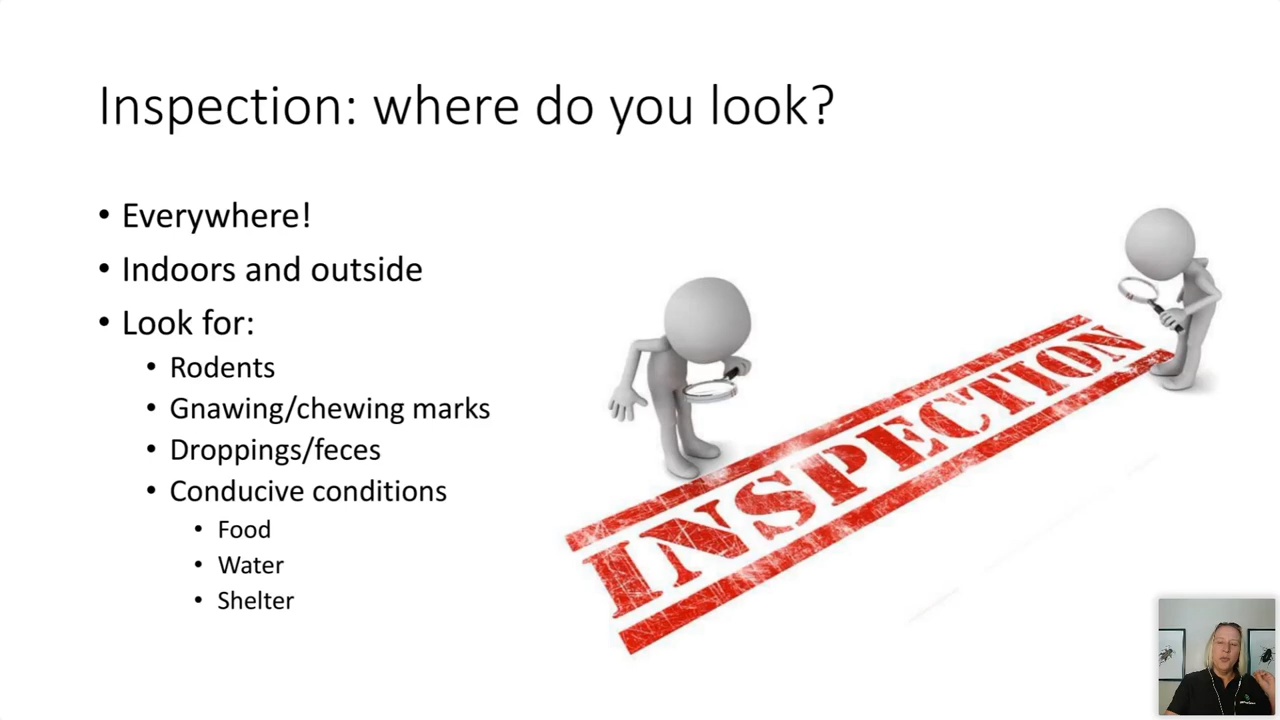 Inspection: where do you look?
• Everywhere!
• Indoors and outside
• Look for:
• Rodents
• Gnawing/chewing marks
• Droppings/feces
• Conducive conditions
• Food
• Water
• Shelter
INSPECTION